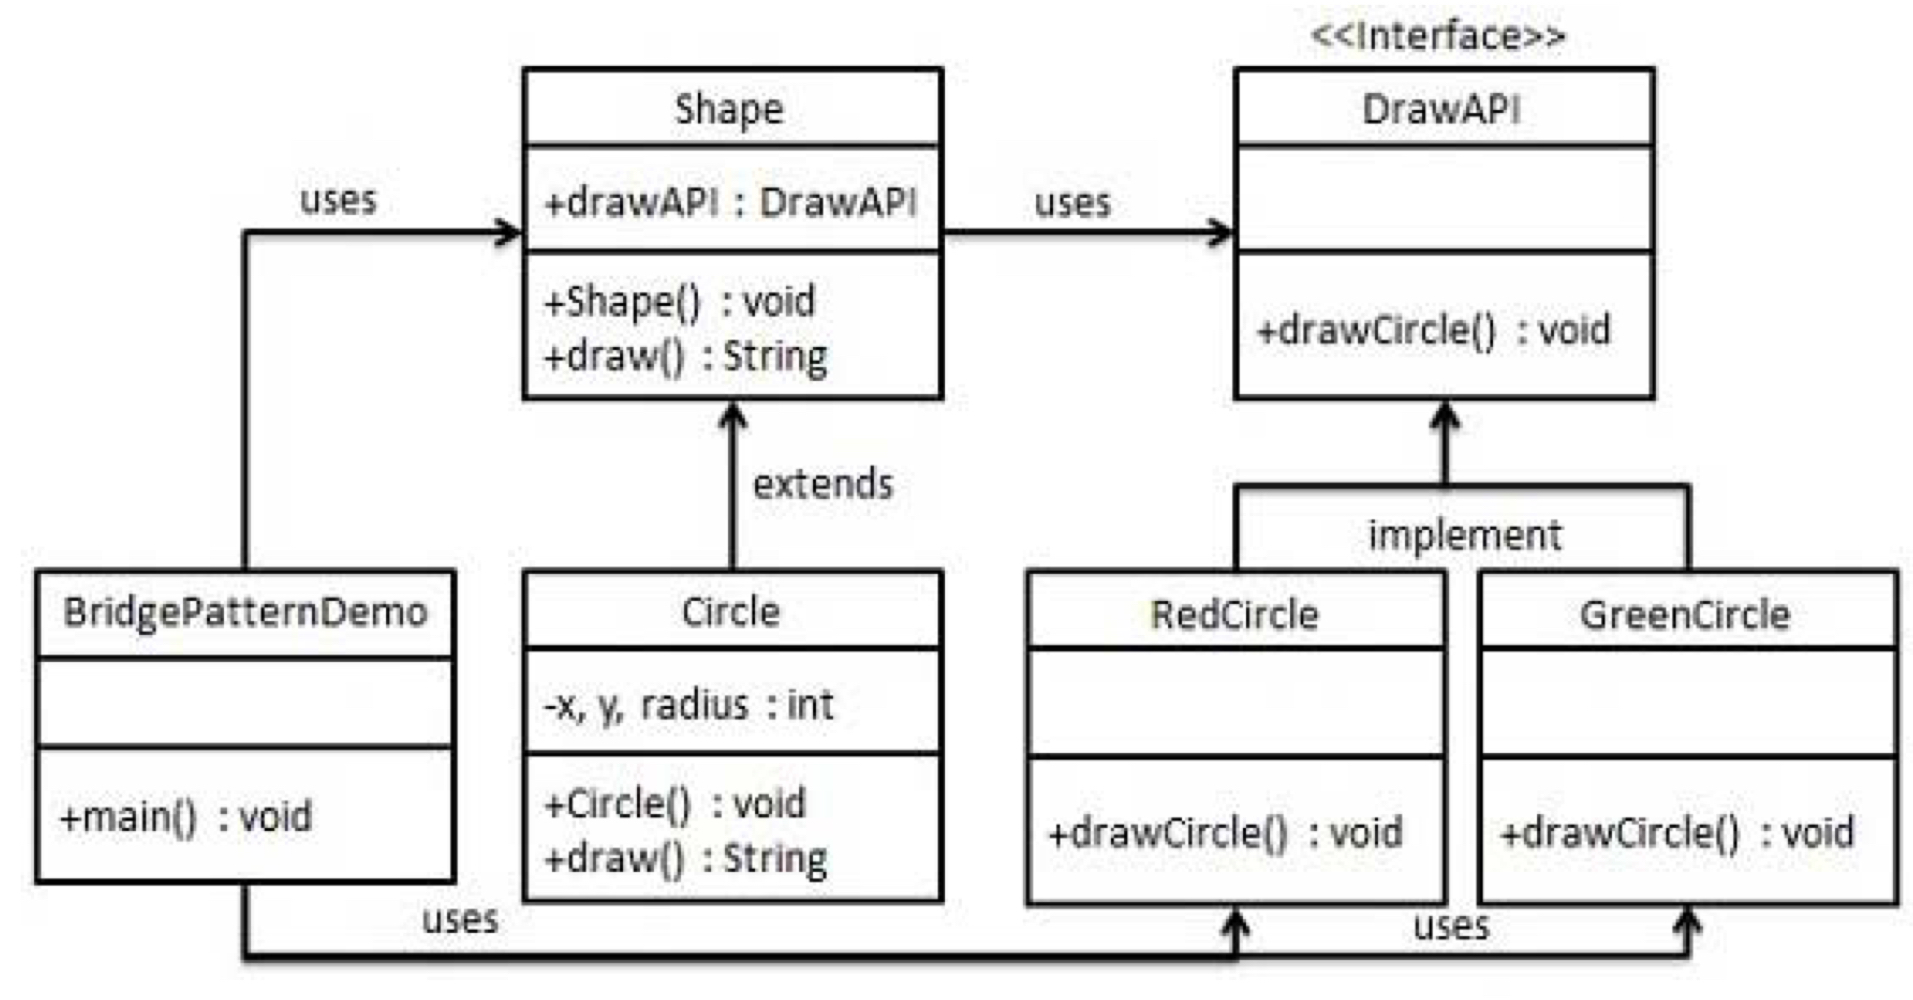 <<Interface>>
Shape
DrawAPI
+drawAPI : DrawAPI
uses
uses
+Shape() : void
+draw() : String
+drawCircle() : void
extends
implement
BridgePatternDemo
Circle
RedCircle
GreenCircle
-x, y, radius : int
+main() : void
+Circle() : void
+draw() : String
+drawCircle() : void
+drawCircle() : void
uses
uses